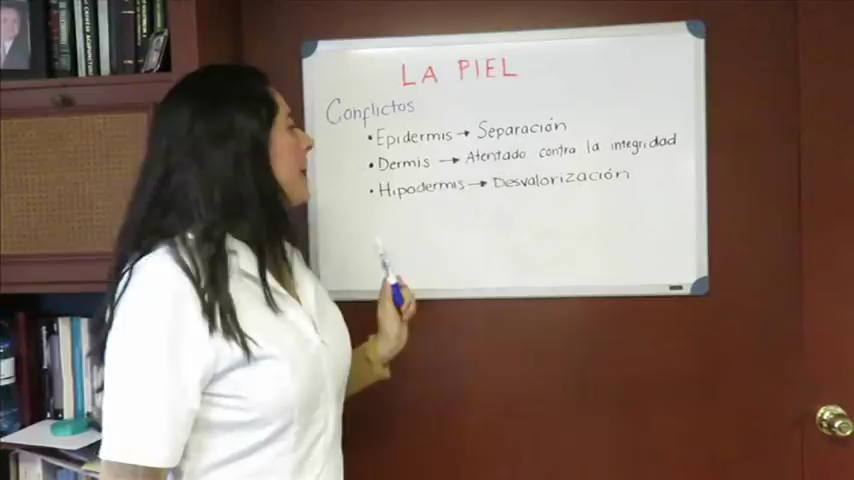 LA PIEL
Conflictos
• Epidermis → Separación
• Dermis → Atentado contra la integridad
• Hipodermis → Desvalorización